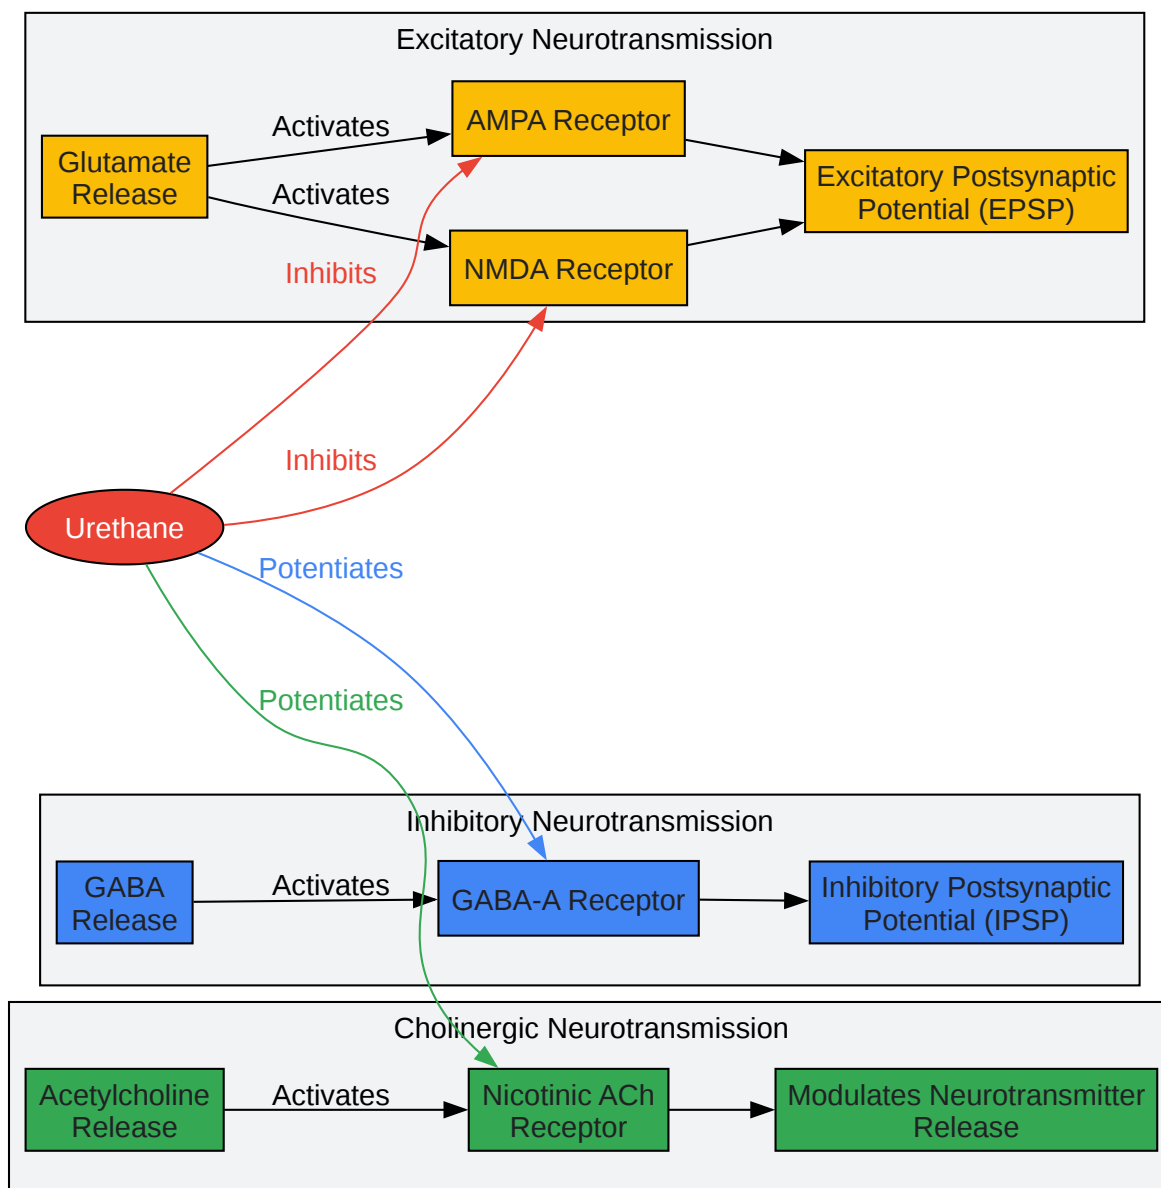 Excitatory Neurotransmission
Glutamate
Release
Activates
Activates
AMPA Receptor
NMDA Receptor
Excitatory Postsynaptic
Potential (EPSP)
Inhibits
Inhibits
Urethane
Potentiates
Potentiates
Inhibitory Neurotransmission
GABA
Release
Activates
GABA-A Receptor
Inhibitory Postsynaptic
Potential (IPSP)
Cholinergic Neurotransmission
Acetylcholine
Release
Activates
Nicotinic ACh
Receptor
Modulates Neurotransmitter
Release